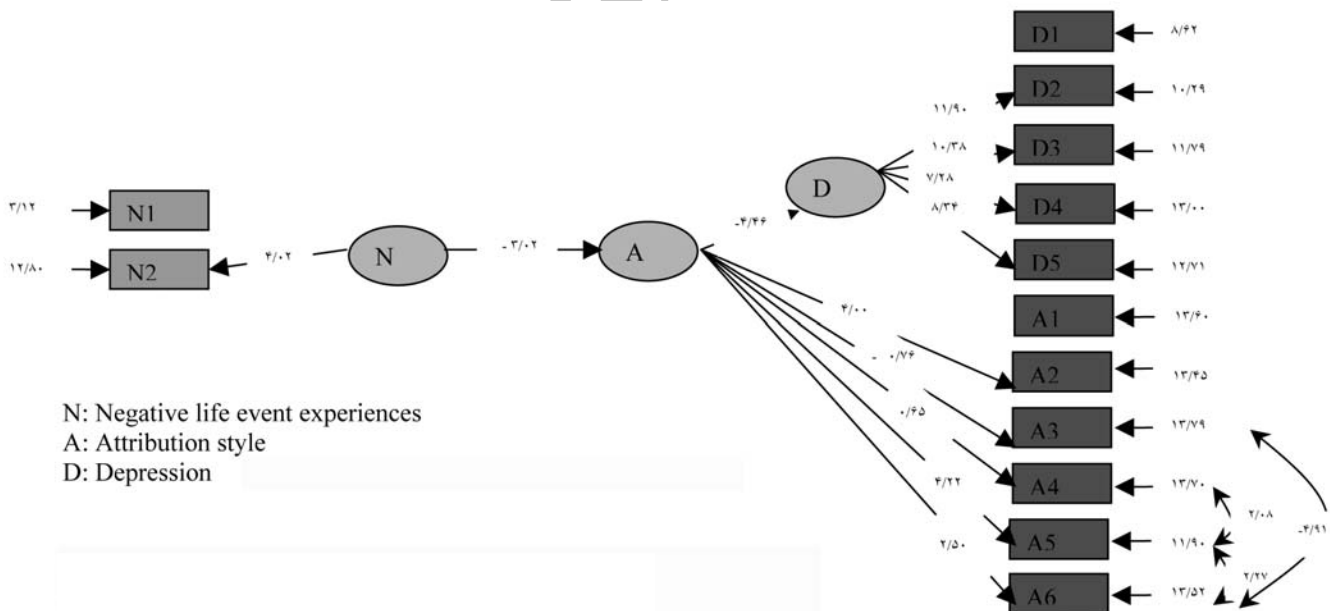 D1 ۸/۶۲
D2 ۱۰/۲۹
۱۱/۹۰
D3 ۱۱/۷۹
۱۰/۳۸
۷/۲۸
D
D4 ۱۳/۰۰
۸/۳۴
۳/۱۲ N1
-۴/۴۶
D5 ۱۲/۷۱
۱۲/۸۰ N2
۴/۰۲
N
- ۳/۰۲
A
A1 ۱۳/۶۰
۴/۰۰
A2 ۱۳/۴۵
- ۰/۷۶
A3 ۱۳/۷۹
۰/۶۵
N: Negative life event experiences
A: Attribution style
D: Depression
A4 ۱۳/۷۰
۴/۲۲
۲/۰۸
-۴/۹۱
A5 ۱۱/۹۰
۲/۵۰
۲/۲۷
A6 ۱۳/۵۲